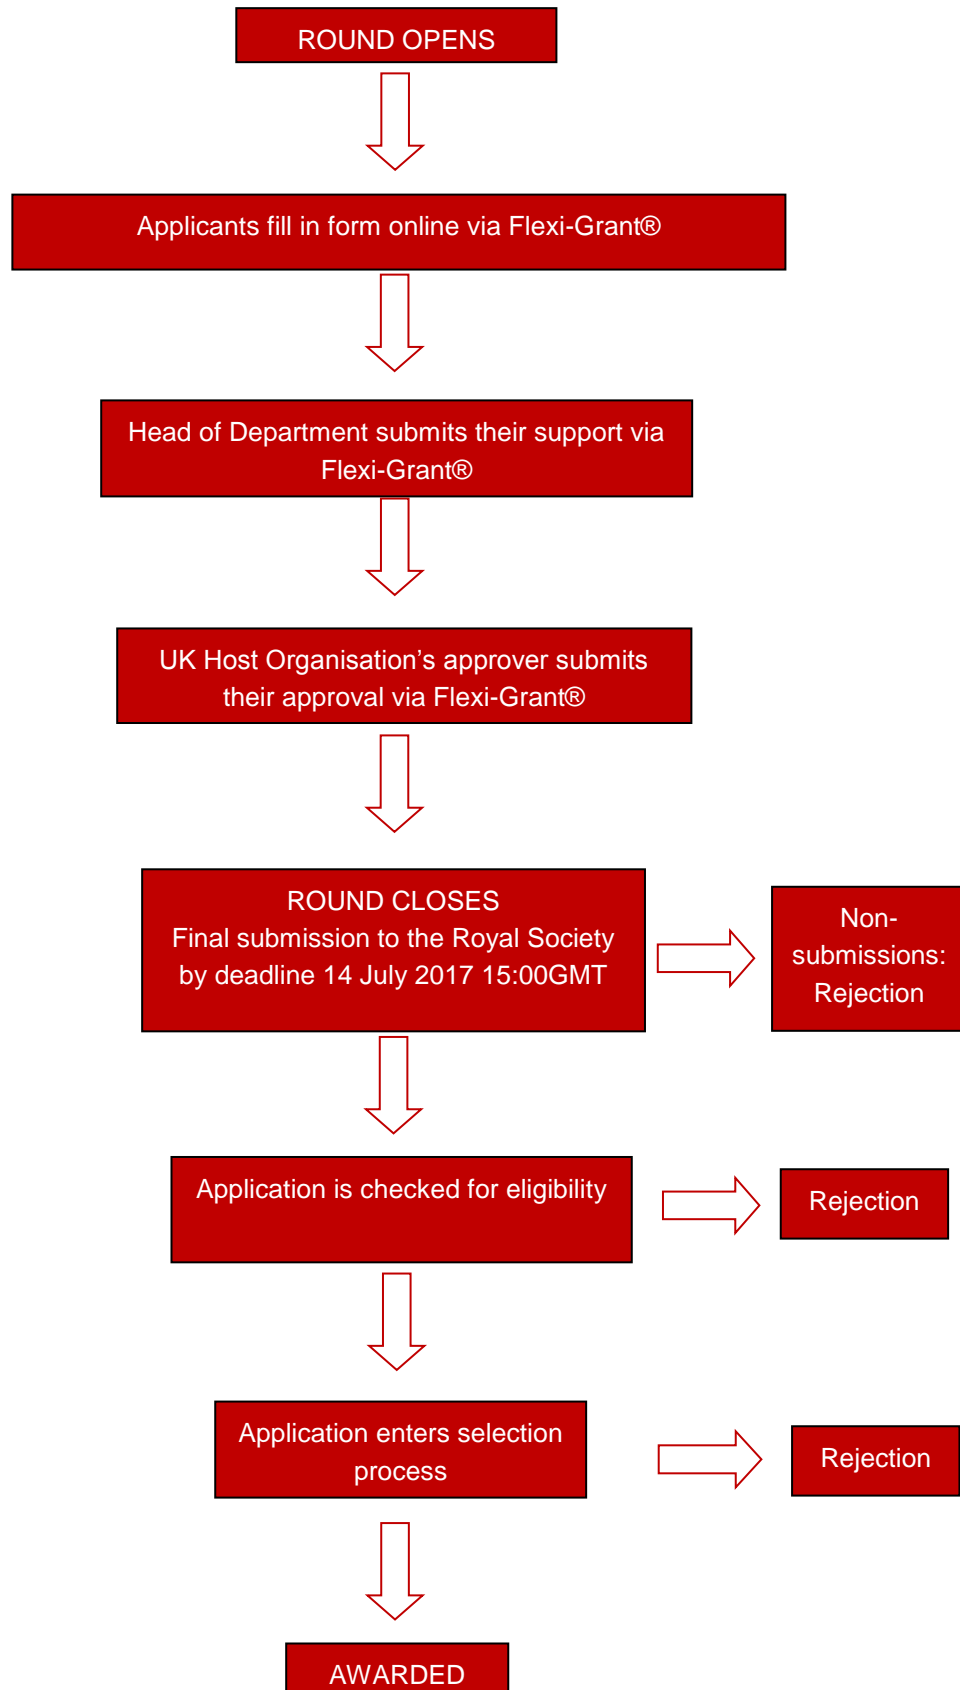 ROUND OPENS
Applicants fill in form online via Flexi-Grant®
Head of Department submits their support via
Flexi-Grant®
UK Host Organisation's approver submits
their approval via Flexi-Grant®
ROUND CLOSES
Final submission to the Royal Society
by deadline 14 July 2017 15:00GMT
Non-
submissions:
Rejection
Application is checked for eligibility
Rejection
Application enters selection
process
Rejection
AWARDED